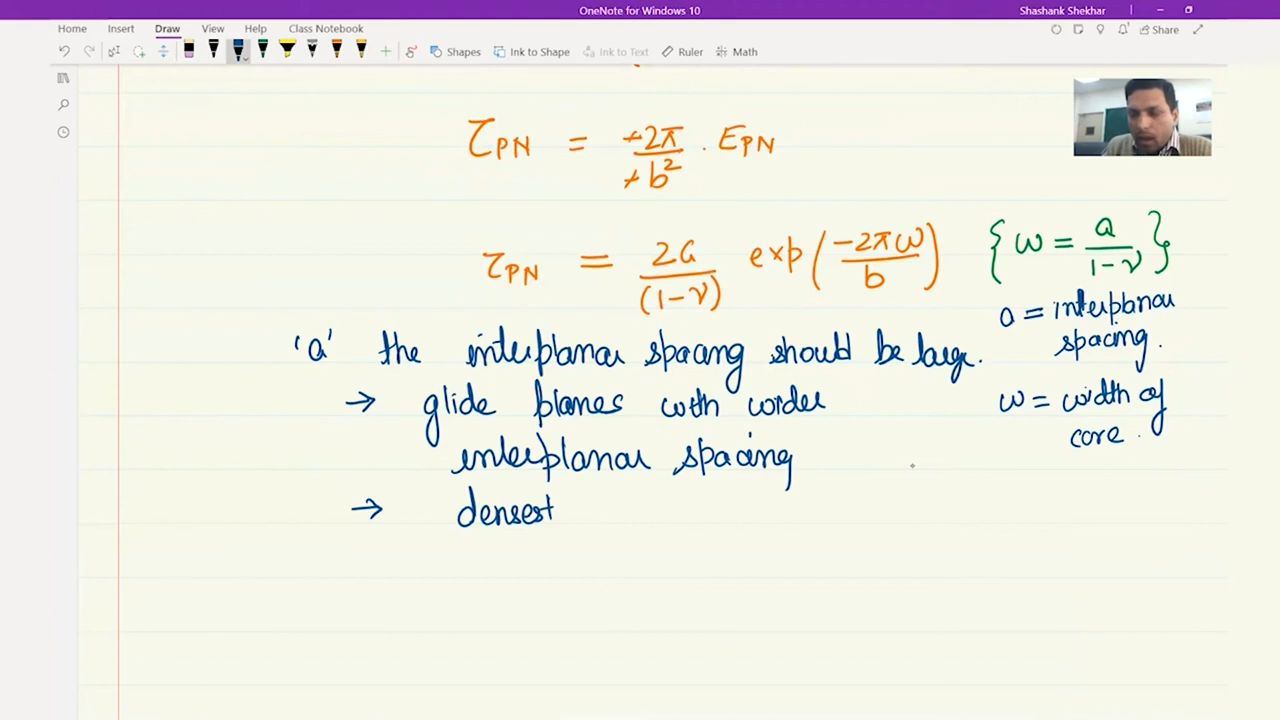 OneNote for Windows 10
Shashank Shekhar
Home Insert Draw View Help Class Notebook
Share
Shapes Ink to Shape Ink to Text Ruler Math
τPN = +2π/+b² . EPN
τPN = 2G/(1-ν) exp(-2πω/b) {ω = a/1-ν}
a = interplanar
spacing.
'a' the interplanar spacing should be large.
→ glide planes with wider
ω = width of
core.
interplanar spacing
→ densest